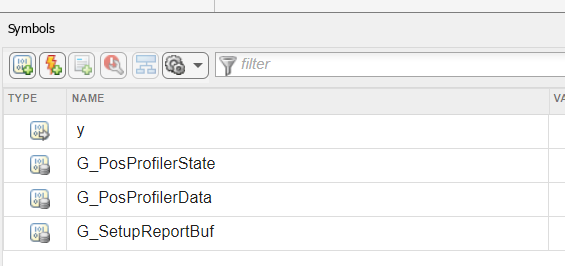 Symbols
filter
TYPE NAME VA
y
G_PosProfilerState
G_PosProfilerData
G_SetupReportBuf